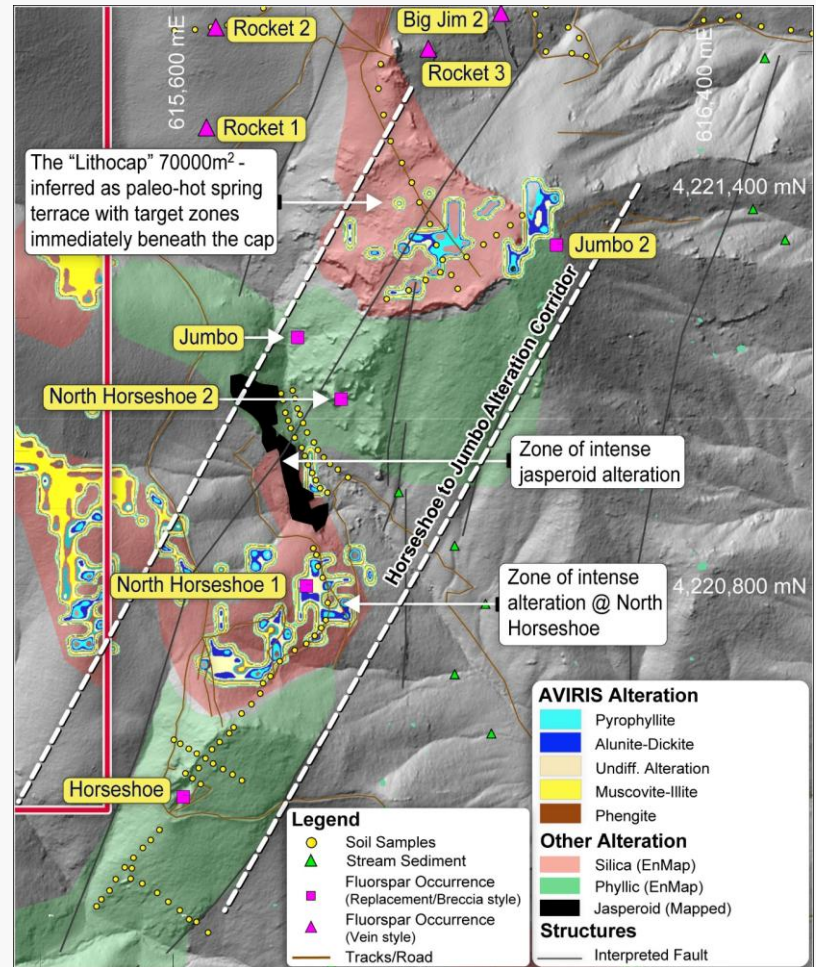 Rocket 2
Big Jim 2
Rocket 3
615,600 mE
616,400 mE
Rocket 1
The "Lithocap" 70000m² -
inferred as paleo-hot spring
terrace with target zones
immediately beneath the cap
4,221,400 mN
Jumbo 2
Jumbo
North Horseshoe 2
Horseshoe to Jumbo Alteration Corridor
Zone of intense
jasperoid alteration
North Horseshoe 1
Zone of intense
alteration @ North
Horseshoe
4,220,800 mN
Horseshoe
Legend
Soil Samples
Stream Sediment
Fluorspar Occurrence
(Replacement/Breccia style)
Fluorspar Occurrence
(Vein style)
Tracks/Road
AVIRIS Alteration
Pyrophyllite
Alunite-Dickite
Undiff. Alteration
Muscovite-Illite
Phengite
Other Alteration
Silica (EnMap)
Phyllic (EnMap)
Jasperoid (Mapped)
Structures
Interpreted Fault